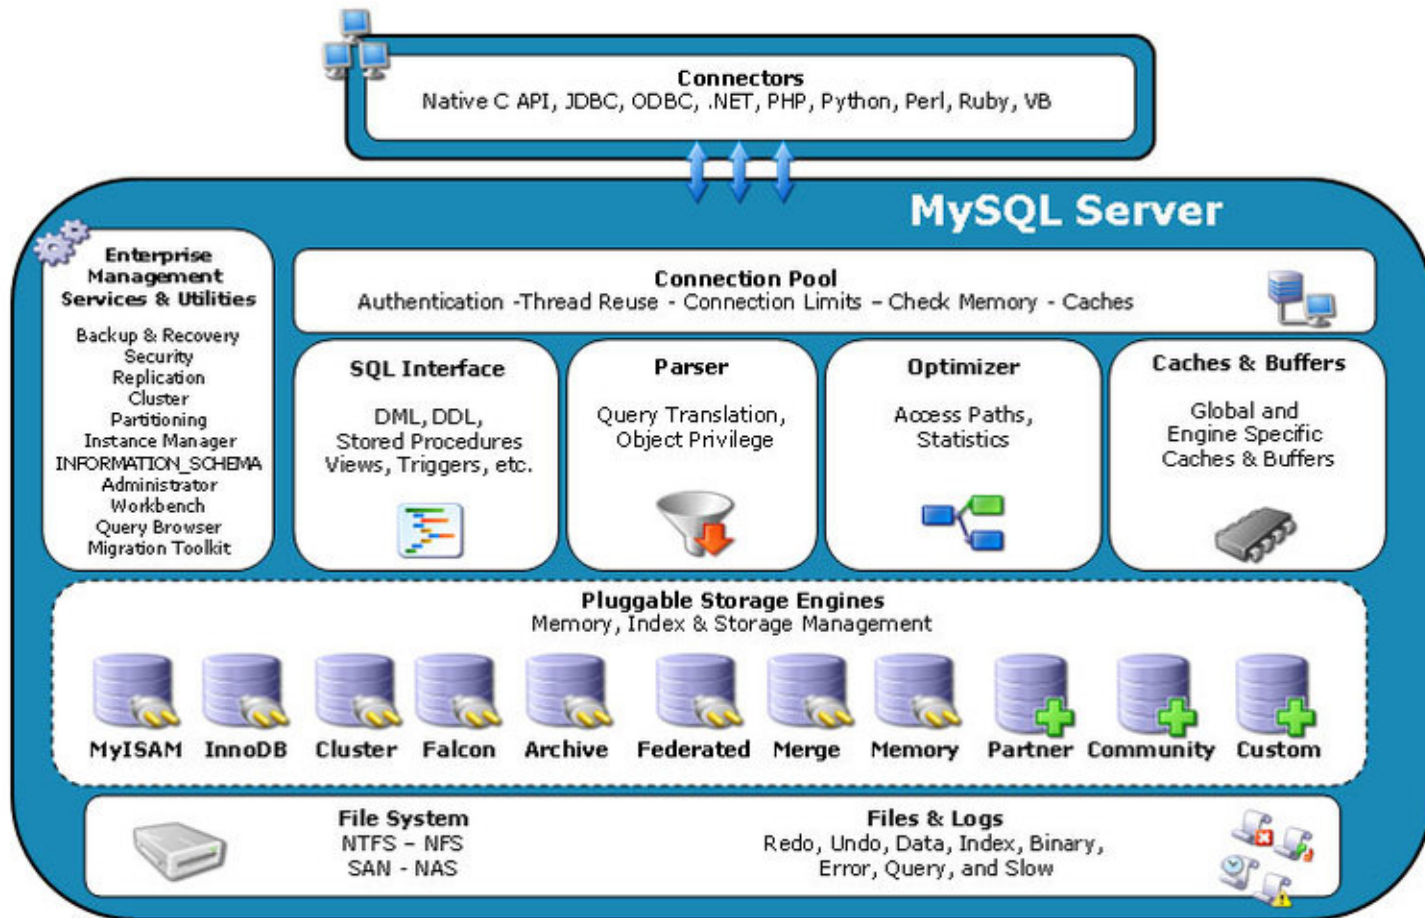 Connectors
Native C API, JDBC, ODBC, .NET, PHP, Python, Perl, Ruby, VB
MySQL Server
Enterprise
Management
Services & Utilities
Backup & Recovery
Security
Replication
Cluster
Partitioning
Instance Manager
INFORMATION_SCHEMA
Administrator
Workbench
Query Browser
Migration Toolkit
Connection Pool
Authentication -Thread Reuse - Connection Limits – Check Memory - Caches
SQL Interface
DML, DDL,
Stored Procedures
Views, Triggers, etc.
Parser
Query Translation,
Object Privilege
Optimizer
Access Paths,
Statistics
Caches & Buffers
Global and
Engine Specific
Caches & Buffers
Pluggable Storage Engines
Memory, Index & Storage Management
MyISAM InnoDB Cluster Falcon Archive Federated Merge Memory Partner Community Custom
File System
NTFS – NFS
SAN - NAS
Files & Logs
Redo, Undo, Data, Index, Binary,
Error, Query, and Slow